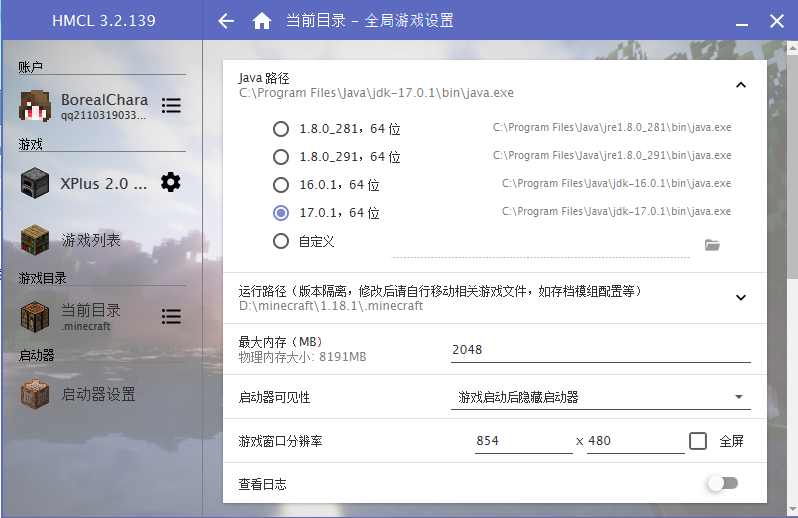 HMCL 3.2.139
当前目录 – 全局游戏设置
账户
BorealChara
qq2110319033...
游戏
XPlus 2.0 ...
游戏列表
游戏目录
当前目录
.minecraft
启动器
启动器设置
Java 路径
C:\Program Files\Java\jdk-17.0.1\bin\java.exe
1.8.0_281，64 位 C:\Program Files\Java\jre1.8.0_281\bin\java.exe
1.8.0_291，64 位 C:\Program Files\Java\jre1.8.0_291\bin\java.exe
16.0.1，64 位 C:\Program Files\Java\jdk-16.0.1\bin\java.exe
17.0.1，64 位 C:\Program Files\Java\jdk-17.0.1\bin\java.exe
自定义
运行路径（版本隔离，修改后请自行移动相关游戏文件，如存档模组配置等）
D:\minecraft\1.18.1\.minecraft
最大内存（MB） 2048
物理内存大小: 8191MB
启动器可见性 游戏启动后隐藏启动器
游戏窗口分辨率 854 x 480 全屏
查看日志